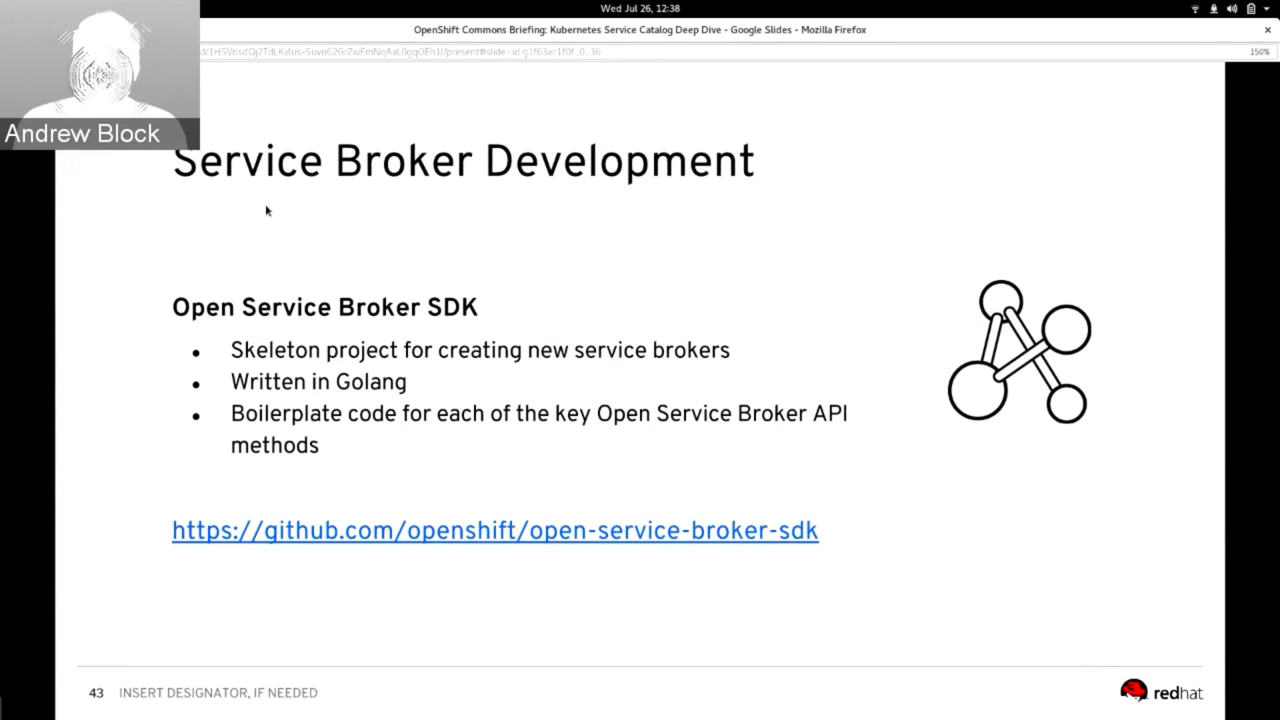 Wed Jul 26, 12:38
OpenShift Commons Briefing: Kubernetes Service Catalog Deep Dive - Google Slides - Mozilla Firefox
150%
Andrew Block
Service Broker Development
Open Service Broker SDK
• Skeleton project for creating new service brokers
• Written in Golang
• Boilerplate code for each of the key Open Service Broker API
methods
https://github.com/openshift/open-service-broker-sdk
43 INSERT DESIGNATOR, IF NEEDED
redhat